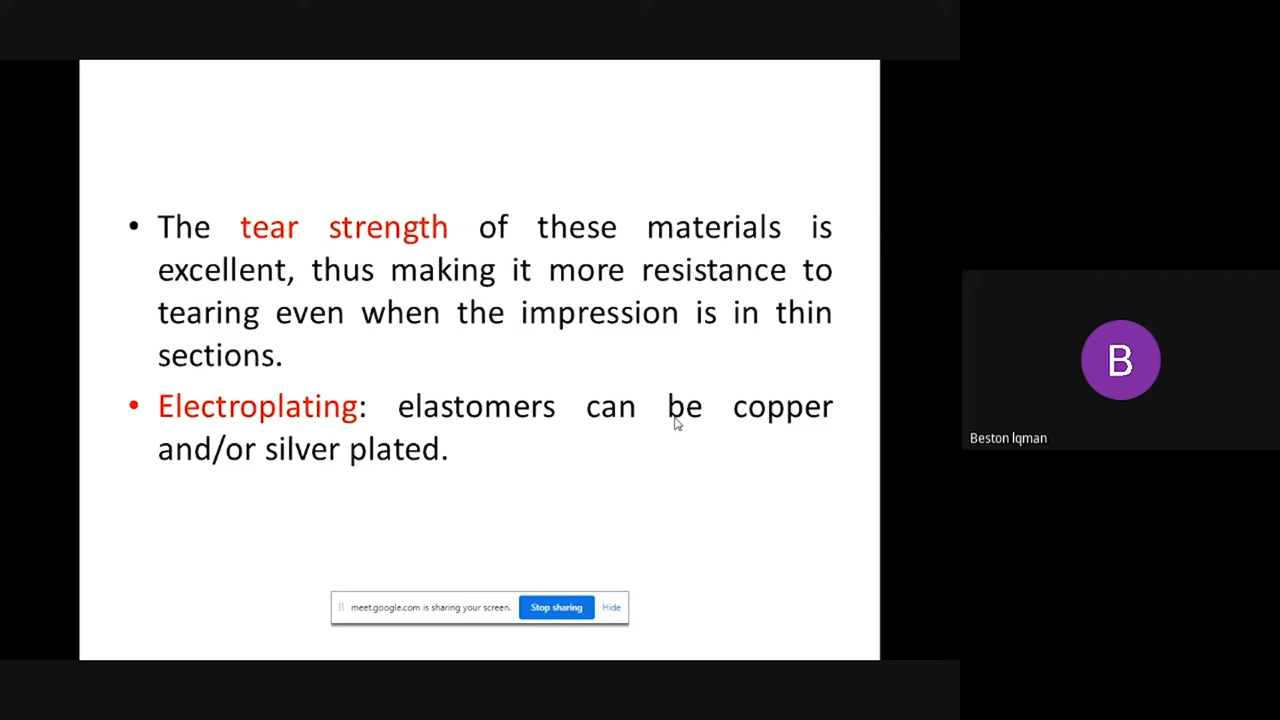 • The tear strength of these materials is
excellent, thus making it more resistance to
tearing even when the impression is in thin
sections.
• Electroplating: elastomers can be copper
and/or silver plated.
B
Beston lqman
meet.google.com is sharing your screen. Stop sharing Hide